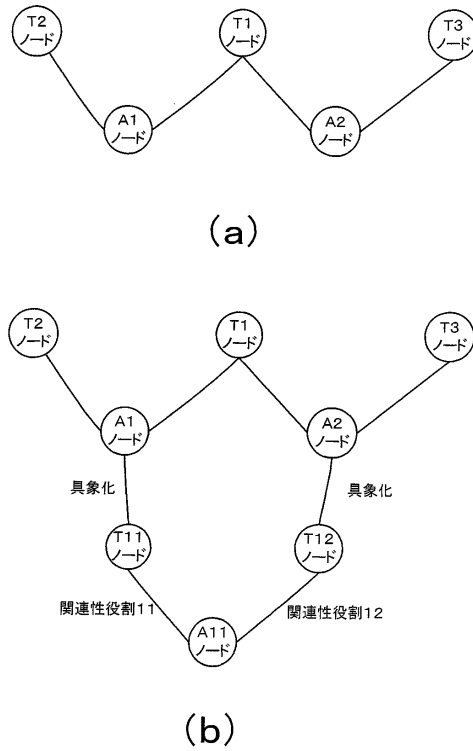 T2
ノード
T1
ノード
T3
ノード
A1
ノード
A2
ノード
(a)
T2
ノード
T1
ノード
T3
ノード
A1
ノード
A2
ノード
具象化
具象化
T11
ノード
T12
ノード
関連性役割11
関連性役割12
A11
ノード
(b)